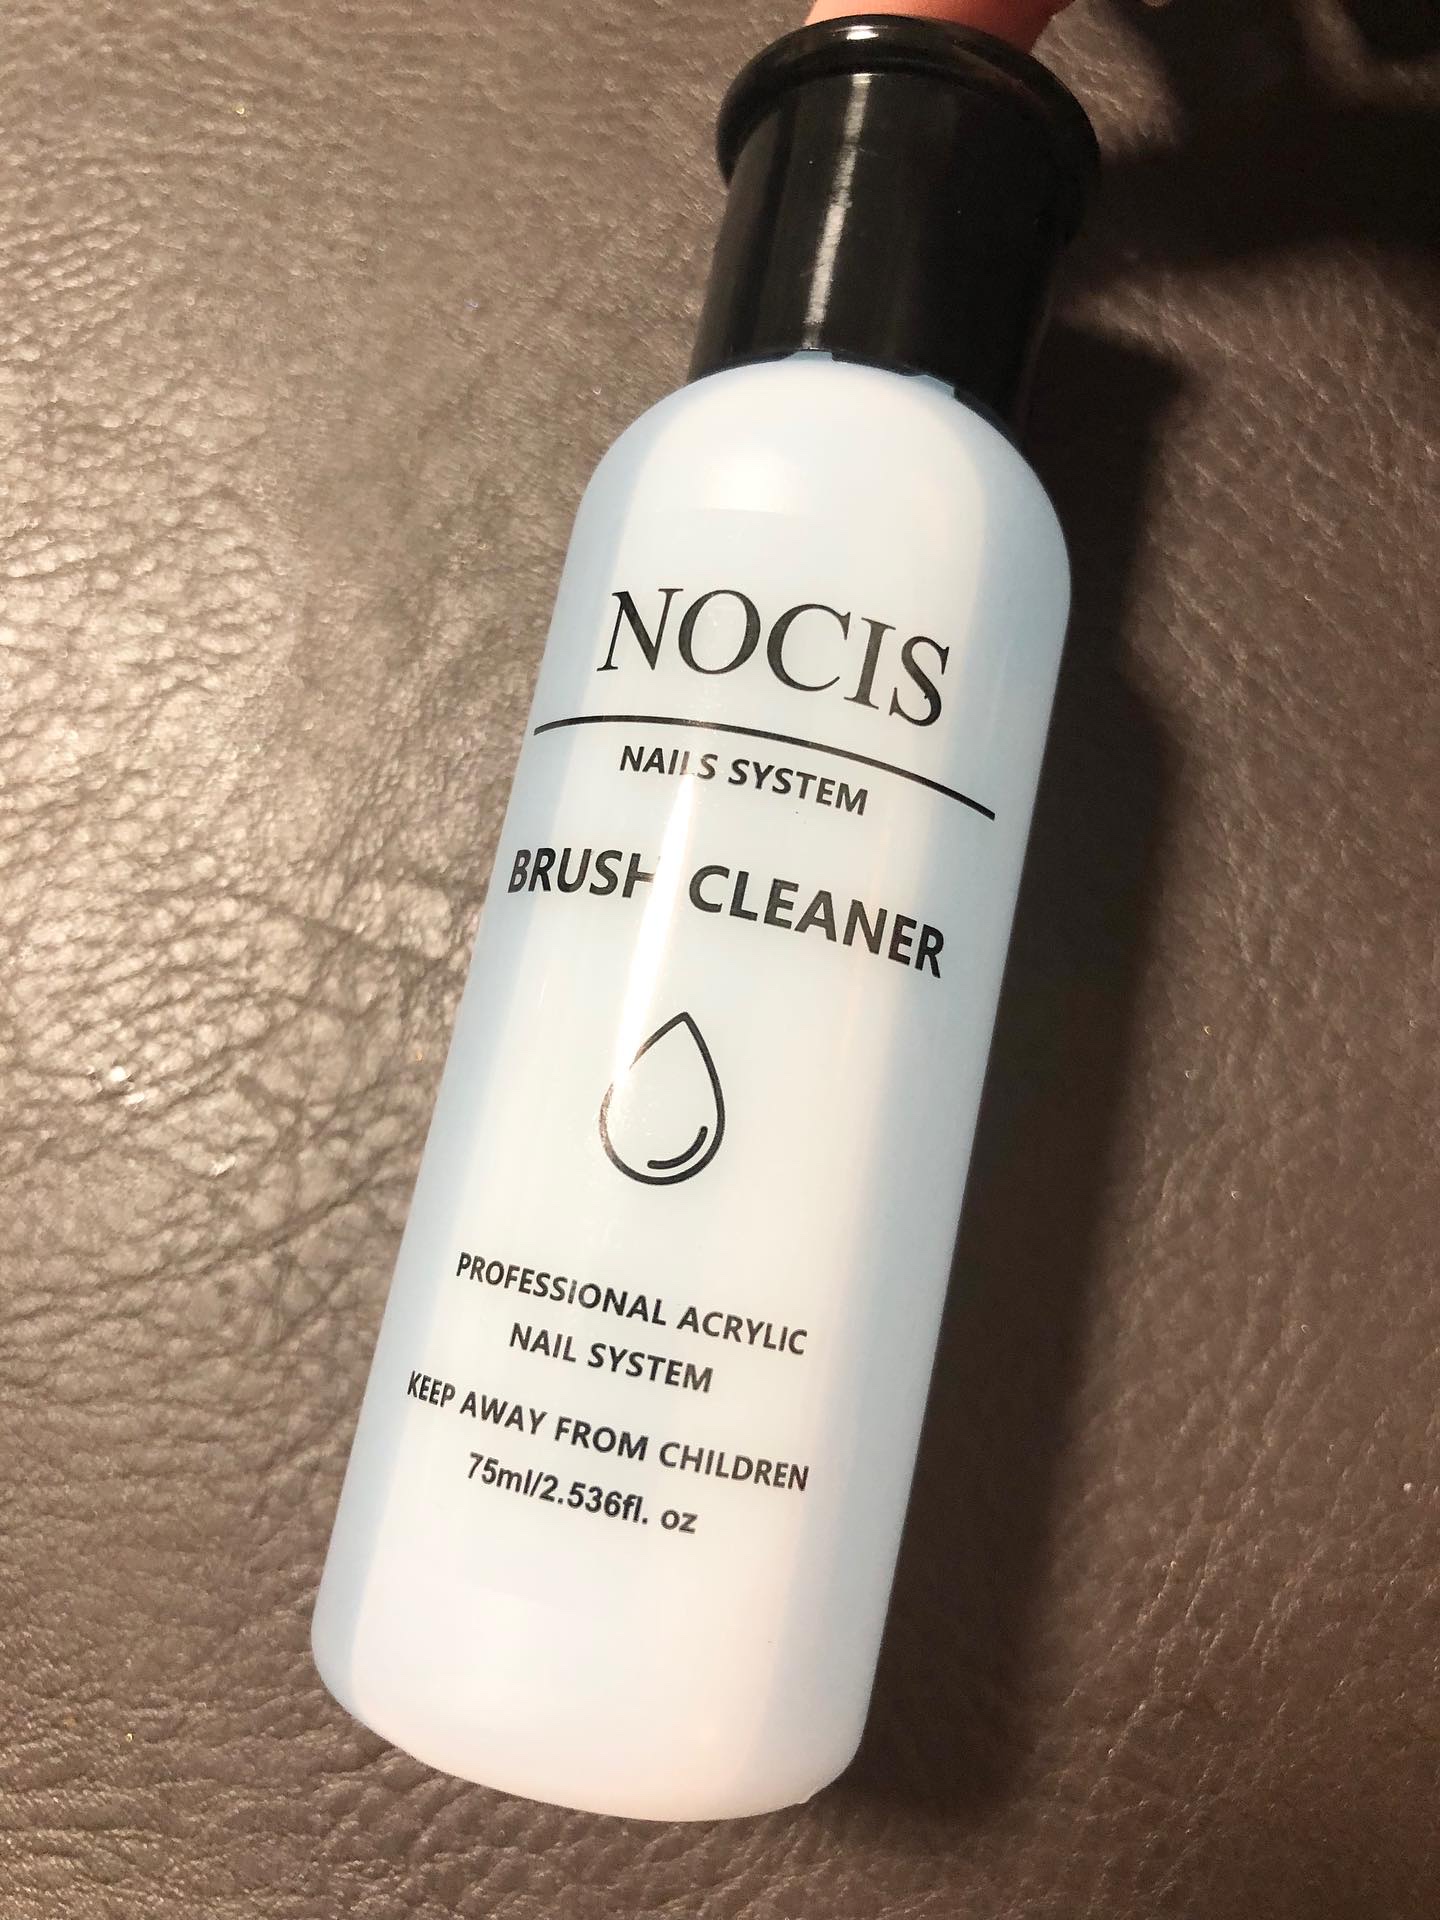 NOCIS
NAILS SYSTEM
BRUSH CLEANER
PROFESSIONAL ACRYLIC
NAIL SYSTEM
KEEP AWAY FROM CHILDREN
75ml/2.536fl. oz